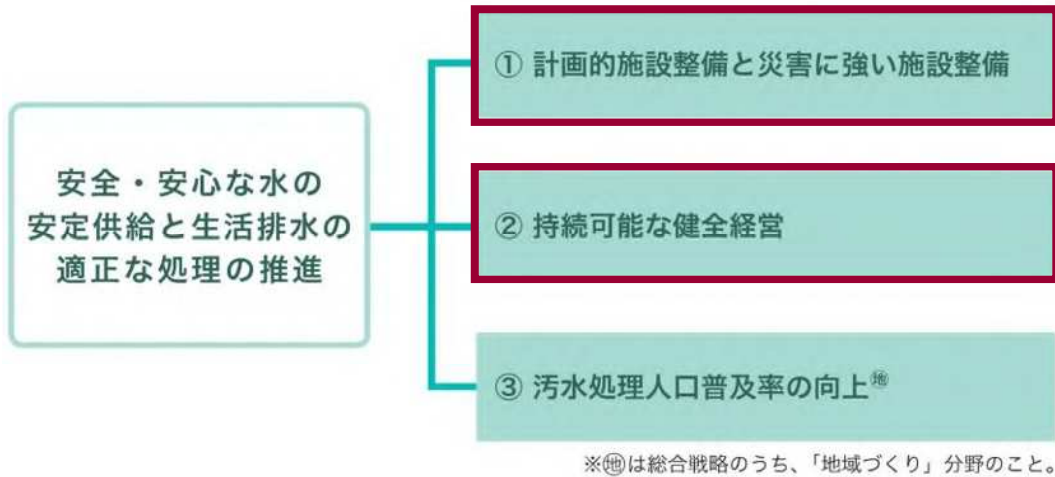 安全・安心な水の
安定供給と生活排水の
適正な処理の推進
① 計画的施設整備と災害に強い施設整備
② 持続可能な健全経営
③ 汚水処理人口普及率の向上㊞
※㊞は総合戦略のうち、「地域づくり」分野のこと。